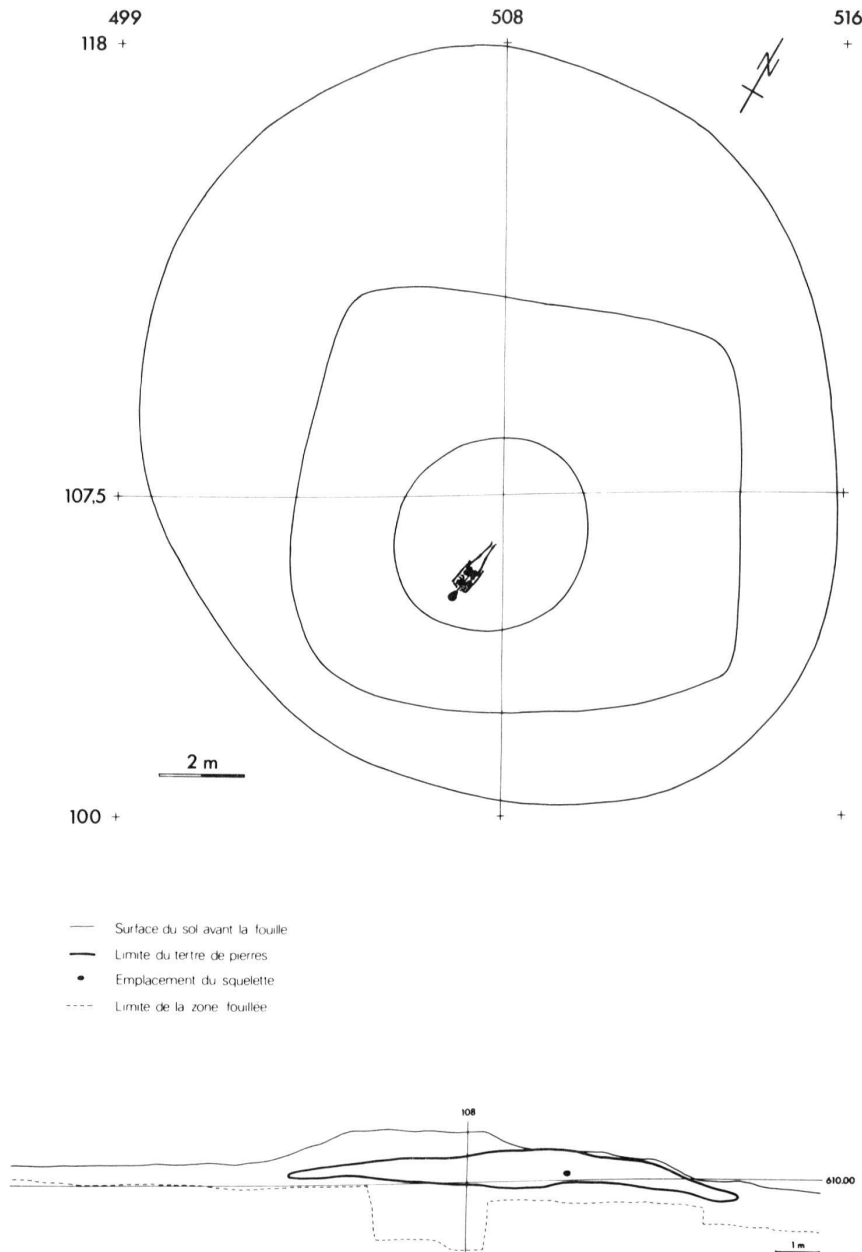 499 508 516
118
N
107,5
2 m
100
Surface du sol avant la fouille
Limite du tertre de pierres
Emplacement du squelette
Limite de la zone fouillée
108
610.00
1 m